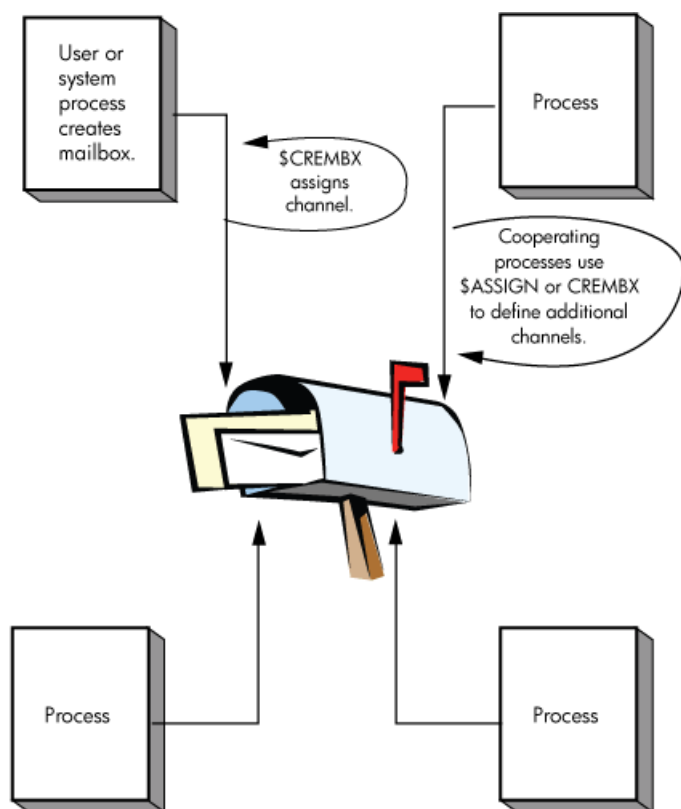 User or
system
process
creates
mailbox.
Process
$CREMBX
assigns
channel.
Cooperating
processes use
$ASSIGN or CREMBX
to define additional
channels.
Process
Process